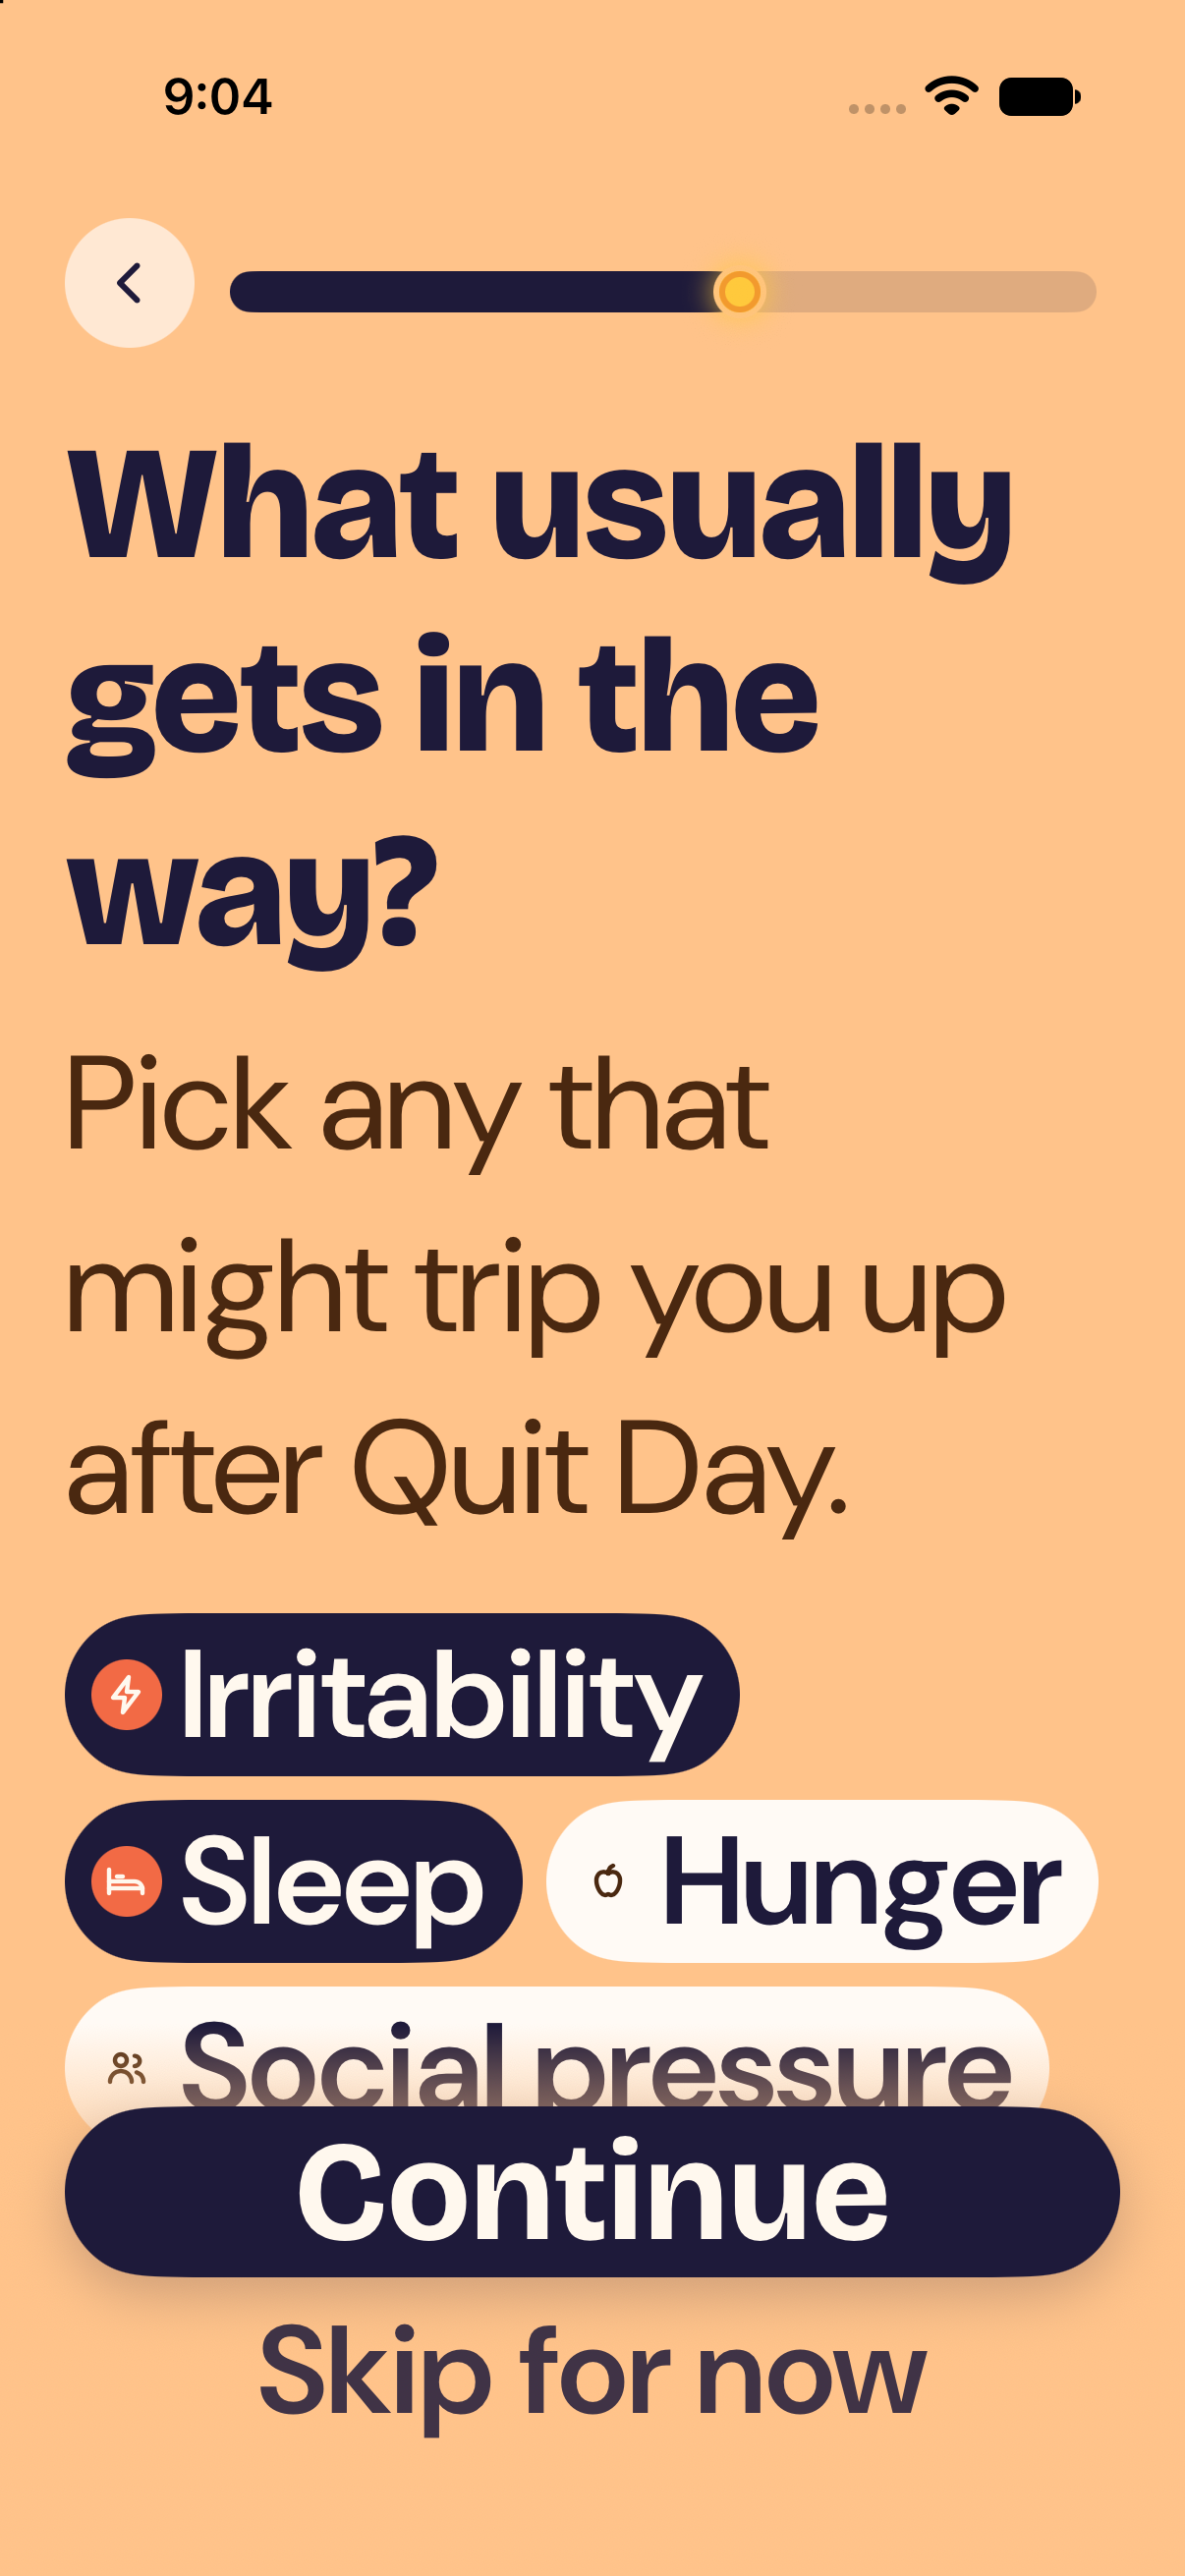 9:04
What usually
gets in the
way?
Pick any that
might trip you up
after Quit Day.
Irritability
Sleep
Hunger
Social pressure
Continue
Skip for now